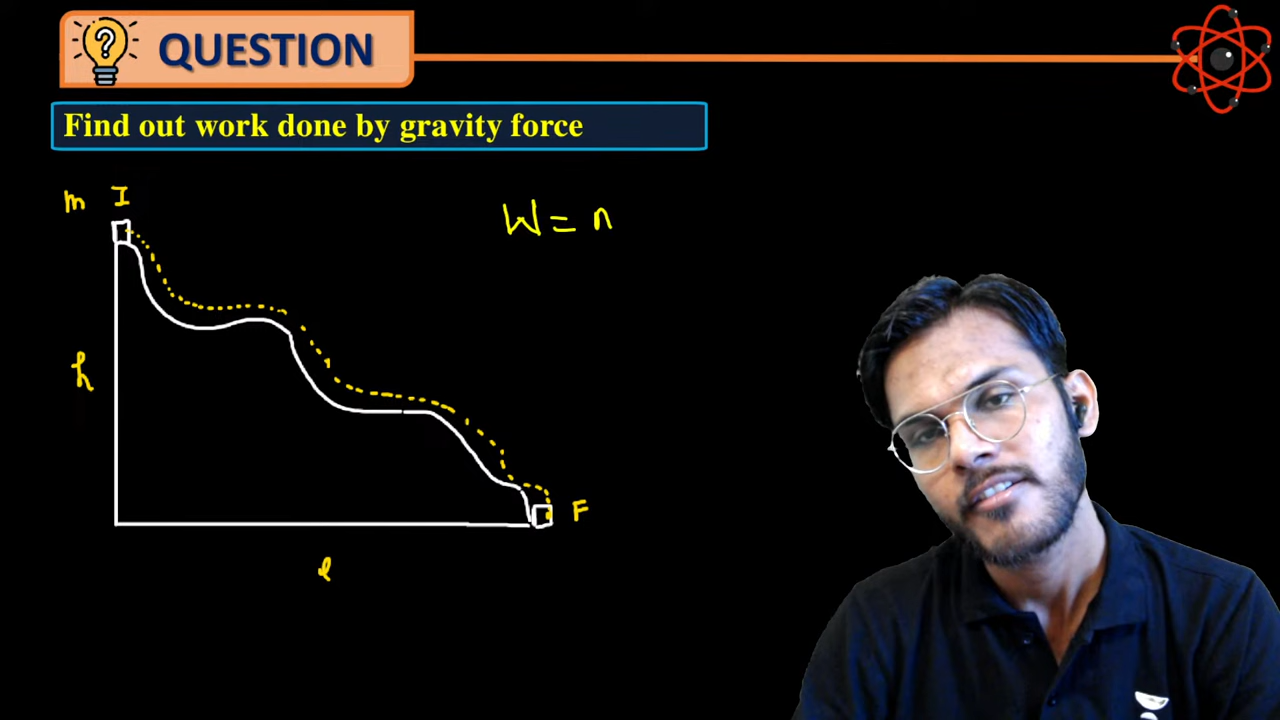 QUESTION
Find out work done by gravity force
m I
W = n
h
F
l